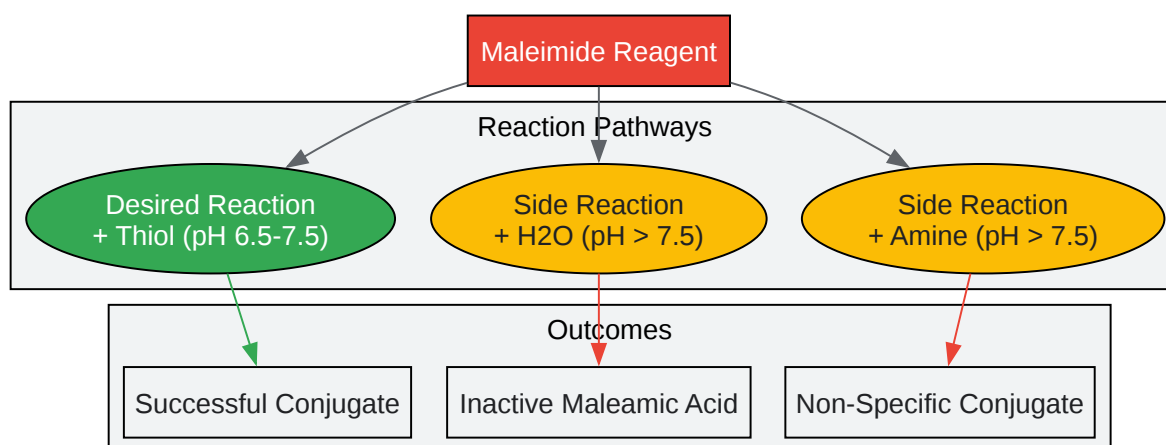 Maleimide Reagent
Reaction Pathways
Desired Reaction
+ Thiol (pH 6.5-7.5)
Side Reaction
+ H2O (pH > 7.5)
Side Reaction
+ Amine (pH > 7.5)
Outcomes
Successful Conjugate
Inactive Maleamic Acid
Non-Specific Conjugate